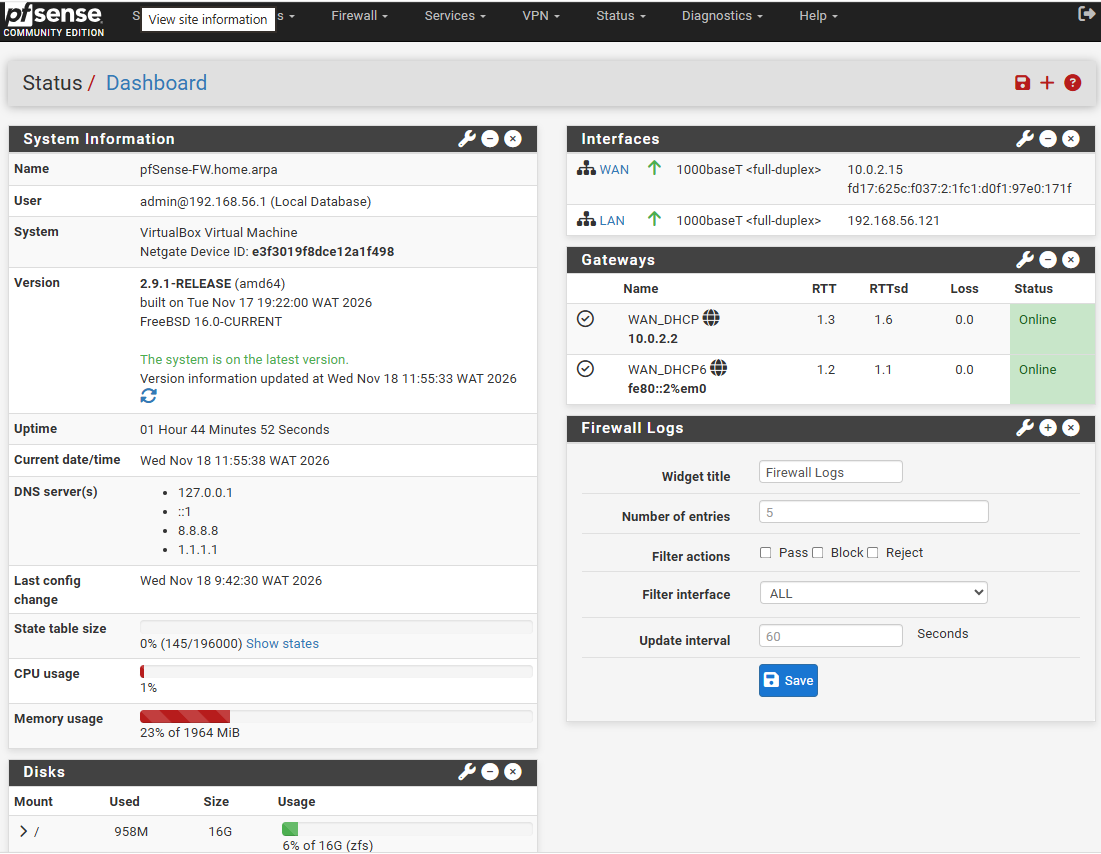 pfsense
COMMUNITY EDITION
View site information
Firewall
Services
VPN
Status
Diagnostics
Help
Status / Dashboard
System Information
Name pfSense-FW.home.arpa
User admin@192.168.56.1 (Local Database)
System VirtualBox Virtual Machine
Netgate Device ID: e3f3019f8dce12a1f498
Version 2.9.1-RELEASE (amd64)
built on Tue Nov 17 19:22:00 WAT 2026
FreeBSD 16.0-CURRENT
The system is on the latest version.
Version information updated at Wed Nov 18 11:55:33 WAT 2026
Uptime 01 Hour 44 Minutes 52 Seconds
Current date/time Wed Nov 18 11:55:38 WAT 2026
DNS server(s) 127.0.0.1
::1
8.8.8.8
1.1.1.1
Last config Wed Nov 18 9:42:30 WAT 2026
change
State table size
0% (145/196000) Show states
CPU usage
1%
Memory usage
23% of 1964 MiB
Disks
Mount Used Size Usage
/ 958M 16G
6% of 16G (zfs)
Interfaces
WAN 1000baseT <full-duplex> 10.0.2.15
fd17:625c:f037:2:1fc1:d0f1:97e0:171f
LAN 1000baseT <full-duplex> 192.168.56.121
Gateways
Name RTT RTTsd Loss Status
WAN_DHCP 1.3 1.6 0.0 Online
10.0.2.2
WAN_DHCP6 1.2 1.1 0.0 Online
fe80::2%em0
Firewall Logs
Widget title Firewall Logs
Number of entries 5
Filter actions Pass Block Reject
Filter interface ALL
Update interval 60 Seconds
Save